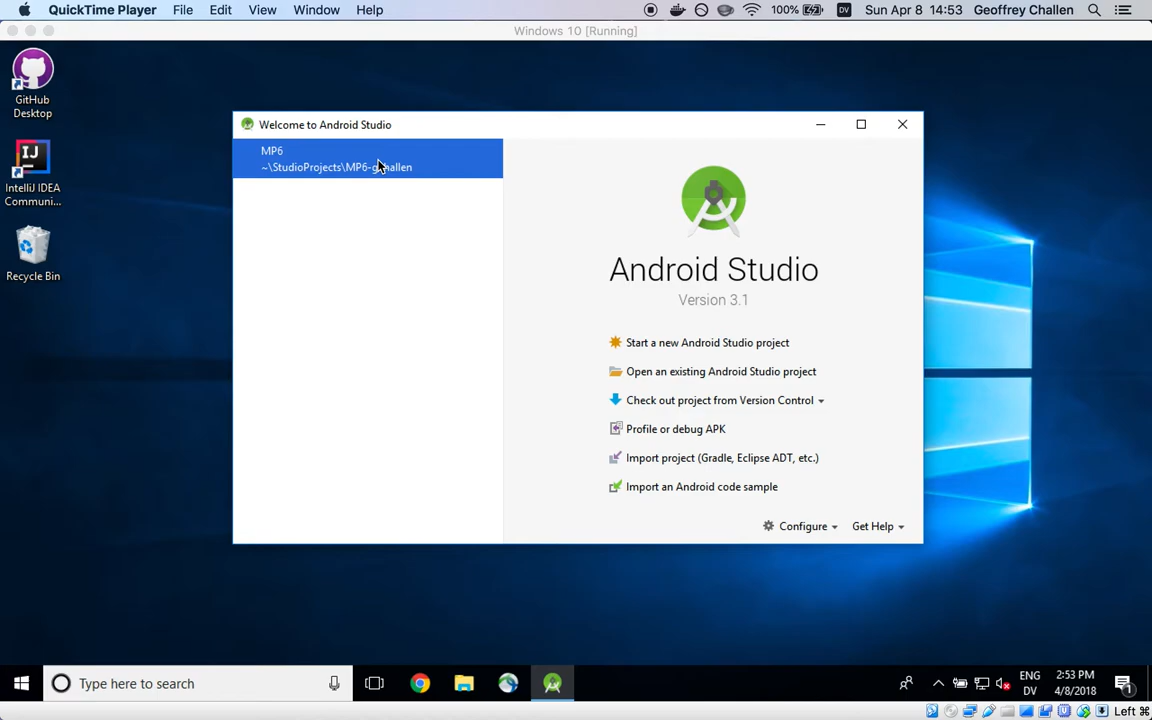 QuickTime Player File Edit View Window Help 100% DV Sun Apr 8 14:53 Geoffrey Challen
Windows 10 [Running]
GitHub
Desktop
IntelliJ IDEA
Communi...
Recycle Bin
Welcome to Android Studio
MP6
~\StudioProjects\MP6-g
Android Studio
Version 3.1
Start a new Android Studio project
Open an existing Android Studio project
Check out project from Version Control
Profile or debug APK
Import project (Gradle, Eclipse ADT, etc.)
Import an Android code sample
Configure Get Help
Type here to search
ENG
DV
2:53 PM
4/8/2018
1
Left ⌘